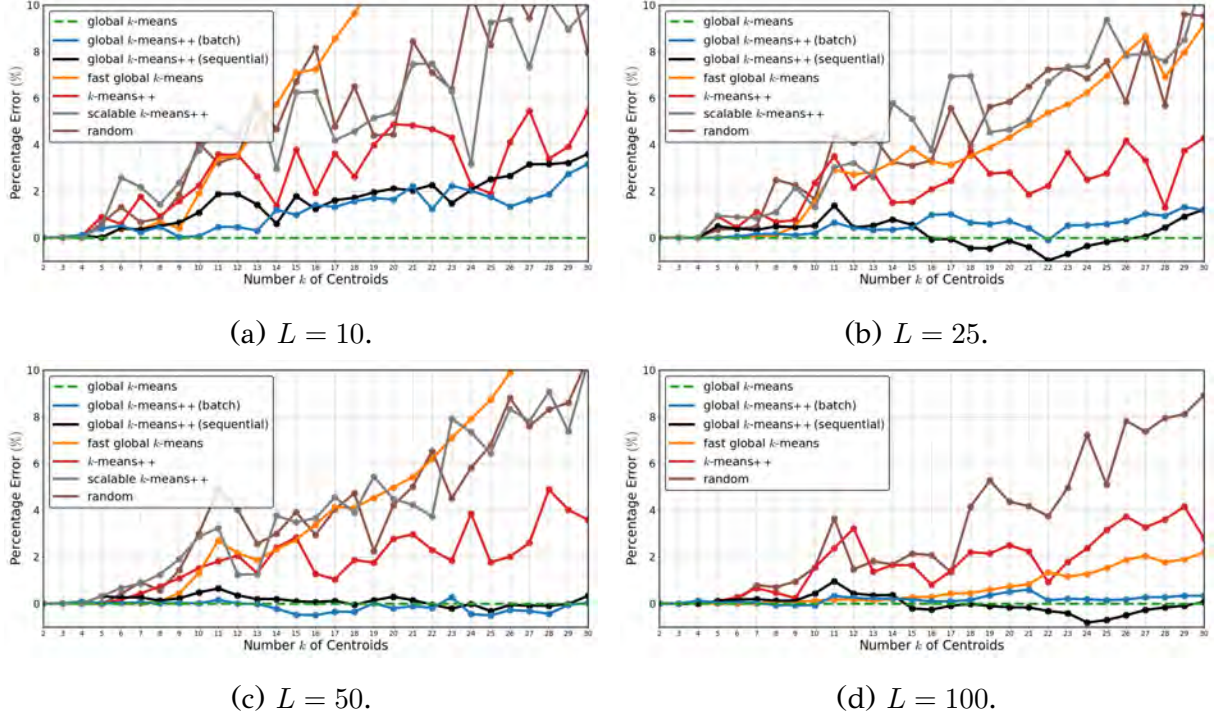 10
8
6
4
2
0
Percentage Error (%)
global k-means
global k-means++ (batch)
global k-means++ (sequential)
fast global k-means
k-means++
scalable k-means++
random
2 3 4 5 6 7 8 9 10 11 12 13 14 15 16 17 18 19 20 21 22 23 24 25 26 27 28 29 30
Number k of Centroids
(a) L = 10.
10
8
6
4
2
0
Percentage Error (%)
global k-means
global k-means++ (batch)
global k-means++ (sequential)
fast global k-means
k-means++
scalable k-means++
random
2 3 4 5 6 7 8 9 10 11 12 13 14 15 16 17 18 19 20 21 22 23 24 25 26 27 28 29 30
Number k of Centroids
(b) L = 25.
10
8
6
4
2
0
Percentage Error (%)
global k-means
global k-means++ (batch)
global k-means++ (sequential)
fast global k-means
k-means++
scalable k-means++
random
2 3 4 5 6 7 8 9 10 11 12 13 14 15 16 17 18 19 20 21 22 23 24 25 26 27 28 29 30
Number k of Centroids
(c) L = 50.
10
8
6
4
2
0
Percentage Error (%)
global k-means
global k-means++ (batch)
global k-means++ (sequential)
fast global k-means
k-means++
random
2 3 4 5 6 7 8 9 10 11 12 13 14 15 16 17 18 19 20 21 22 23 24 25 26 27 28 29 30
Number k of Centroids
(d) L = 100.